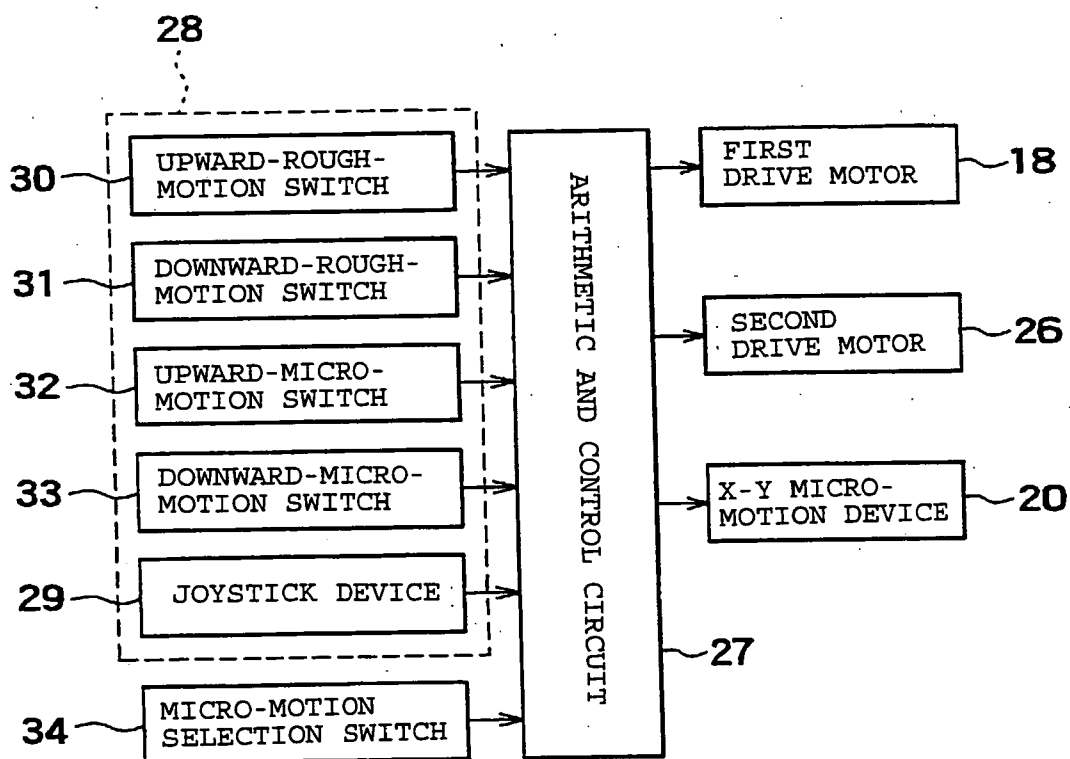 28
30
UPWARD-ROUGH-
MOTION SWITCH
31
DOWNWARD-ROUGH-
MOTION SWITCH
32
UPWARD-MICRO-
MOTION SWITCH
33
DOWNWARD-MICRO-
MOTION SWITCH
29
JOYSTICK DEVICE
34
MICRO-MOTION
SELECTION SWITCH
ARITHMETIC AND CONTROL CIRCUIT
27
FIRST
DRIVE MOTOR
18
SECOND
DRIVE MOTOR
26
X-Y MICRO-
MOTION DEVICE
20